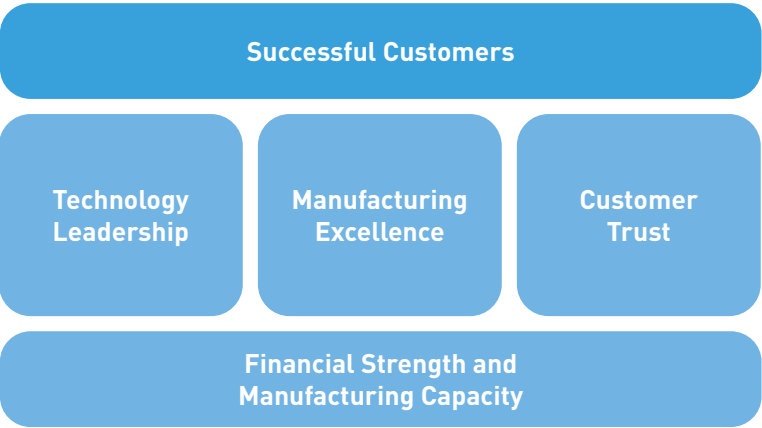 Successful Customers
Technology
Leadership
Manufacturing
Excellence
Customer
Trust
Financial Strength and
Manufacturing Capacity